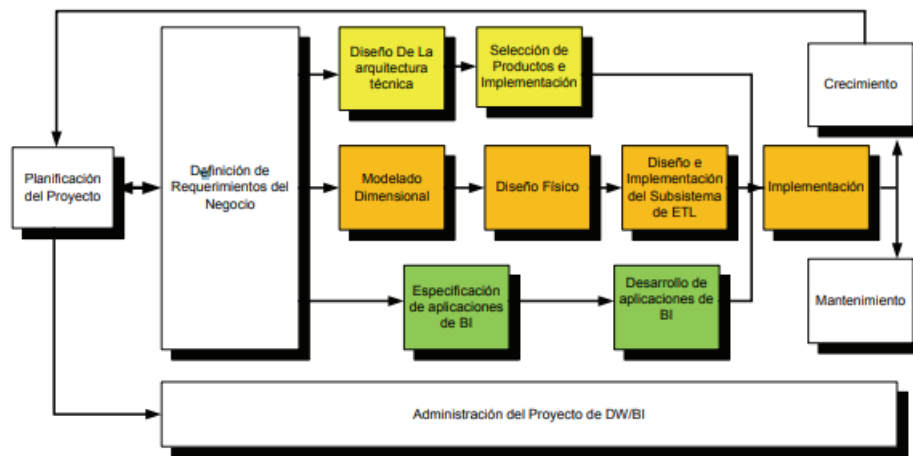 Planificación
del Proyecto
Definición de
Requerimientos del
Negocio
Diseño De La
arquitectura
técnica
Selección de
Productos e
Implementación
Modelado
Dimensional
Diseño Físico
Diseño e
Implementación
del Subsistema
de ETL
Implementación
Especificación
de aplicaciones
de BI
Desarrollo de
aplicaciones de
BI
Crecimiento
Mantenimiento
Administración del Proyecto de DW/BI